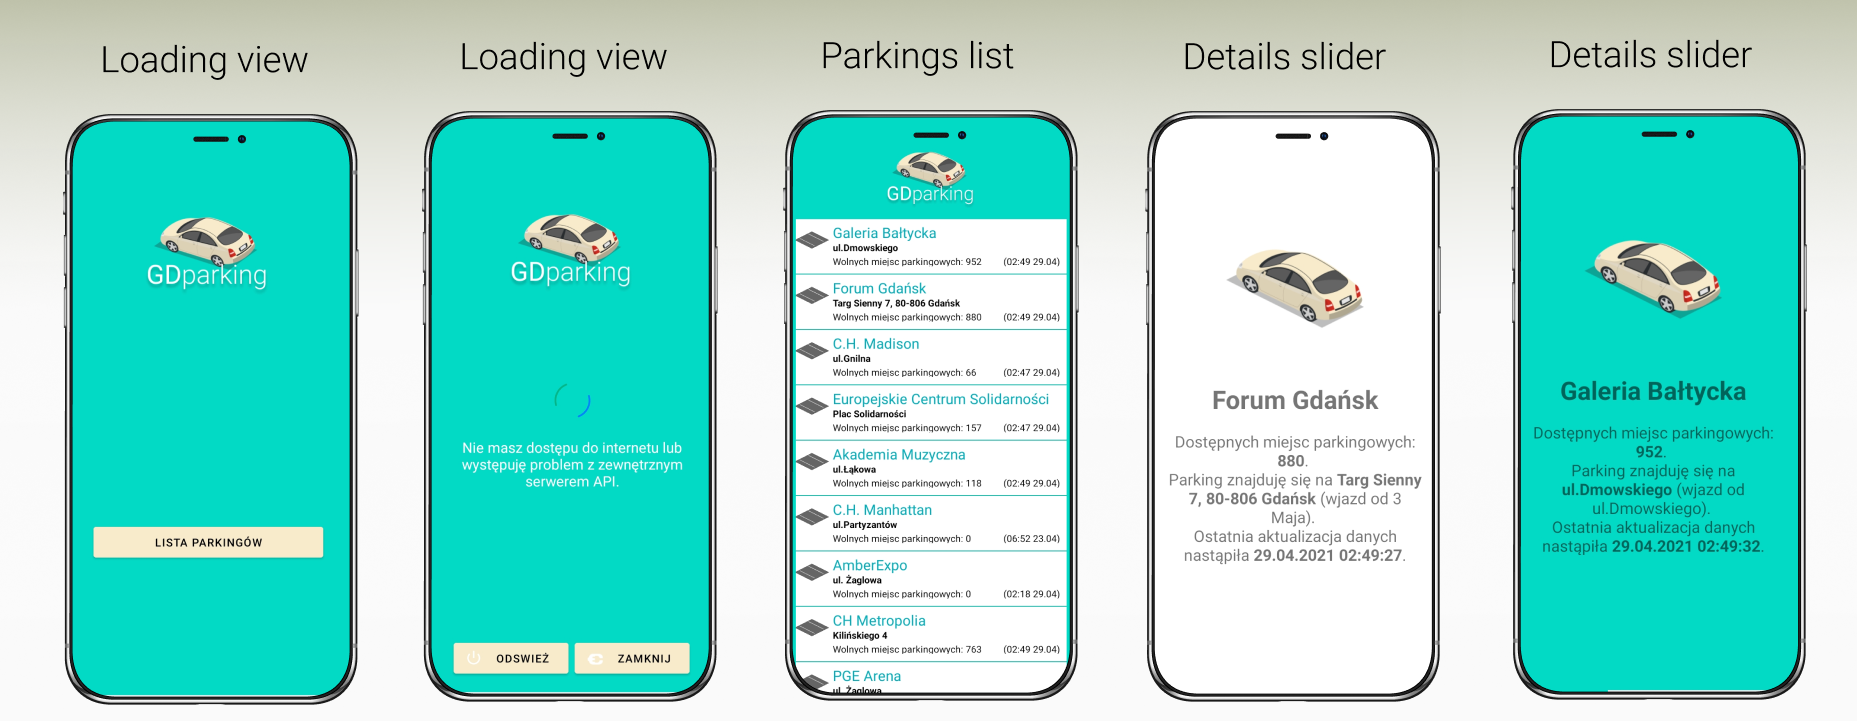 Loading view
GDparking
LISTA PARKINGÓW
Loading view
GDparking
Nie masz dostępu do internetu lub
występuję problem z zewnętrznym
serwerem API.
ODSWIEŻ
ZAMKNIJ
Parkings list
GDparking
Galeria Bałtycka
ul.Dmowskiego
Wolnych miejsc parkingowych: 952 (02:49 29.04)
Forum Gdańsk
Targ Sienny 7, 80-806 Gdańsk
Wolnych miejsc parkingowych: 880 (02:49 29.04)
C.H. Madison
ul.Gnilna
Wolnych miejsc parkingowych: 66 (02:47 29.04)
Europejskie Centrum Solidarności
Plac Solidarności
Wolnych miejsc parkingowych: 157 (02:47 29.04)
Akademia Muzyczna
ul.Łąkowa
Wolnych miejsc parkingowych: 118 (02:49 29.04)
C.H. Manhattan
ul.Partyzantów
Wolnych miejsc parkingowych: 0 (06:52 23.04)
AmberExpo
ul. Żaglowa
Wolnych miejsc parkingowych: 0 (02:18 29.04)
CH Metropolia
Kilińskiego 4
Wolnych miejsc parkingowych: 763 (02:49 29.04)
PGE Arena
ul. Żaglowa
Details slider
Forum Gdańsk
Dostępnych miejsc parkingowych:
880.
Parking znajduję się na Targ Sienny
7, 80-806 Gdańsk (wjazd od 3
Maja).
Ostatnia aktualizacja danych
nastąpiła 29.04.2021 02:49:27.
Details slider
Galeria Bałtycka
Dostępnych miejsc parkingowych:
952.
Parking znajduję się na
ul.Dmowskiego (wjazd od
ul.Dmowskiego).
Ostatnia aktualizacja danych
nastąpiła 29.04.2021 02:49:32.